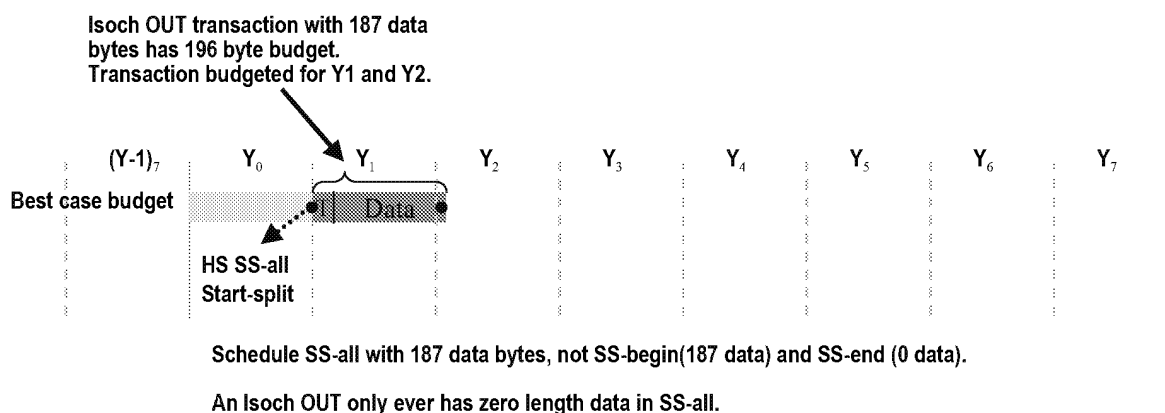 Isoch OUT transaction with 187 data
bytes has 196 byte budget.
Transaction budgeted for Y1 and Y2.
(Y-1)₇ Y₀ Y₁ Y₂ Y₃ Y₄ Y₅ Y₆ Y₇
Best case budget Data
HS SS-all
Start-split
Schedule SS-all with 187 data bytes, not SS-begin(187 data) and SS-end (0 data).
An Isoch OUT only ever has zero length data in SS-all.